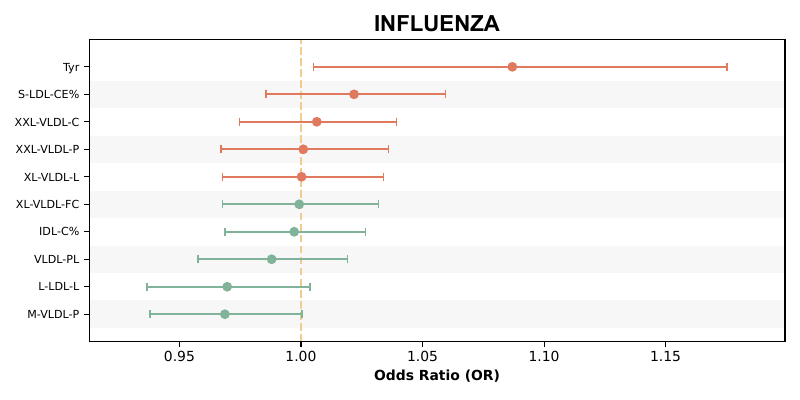 INFLUENZA
Tyr
S-LDL-CE%
XXL-VLDL-C
XXL-VLDL-P
XL-VLDL-L
XL-VLDL-FC
IDL-C%
VLDL-PL
L-LDL-L
M-VLDL-P
0.95 1.00 1.05 1.10 1.15
Odds Ratio (OR)